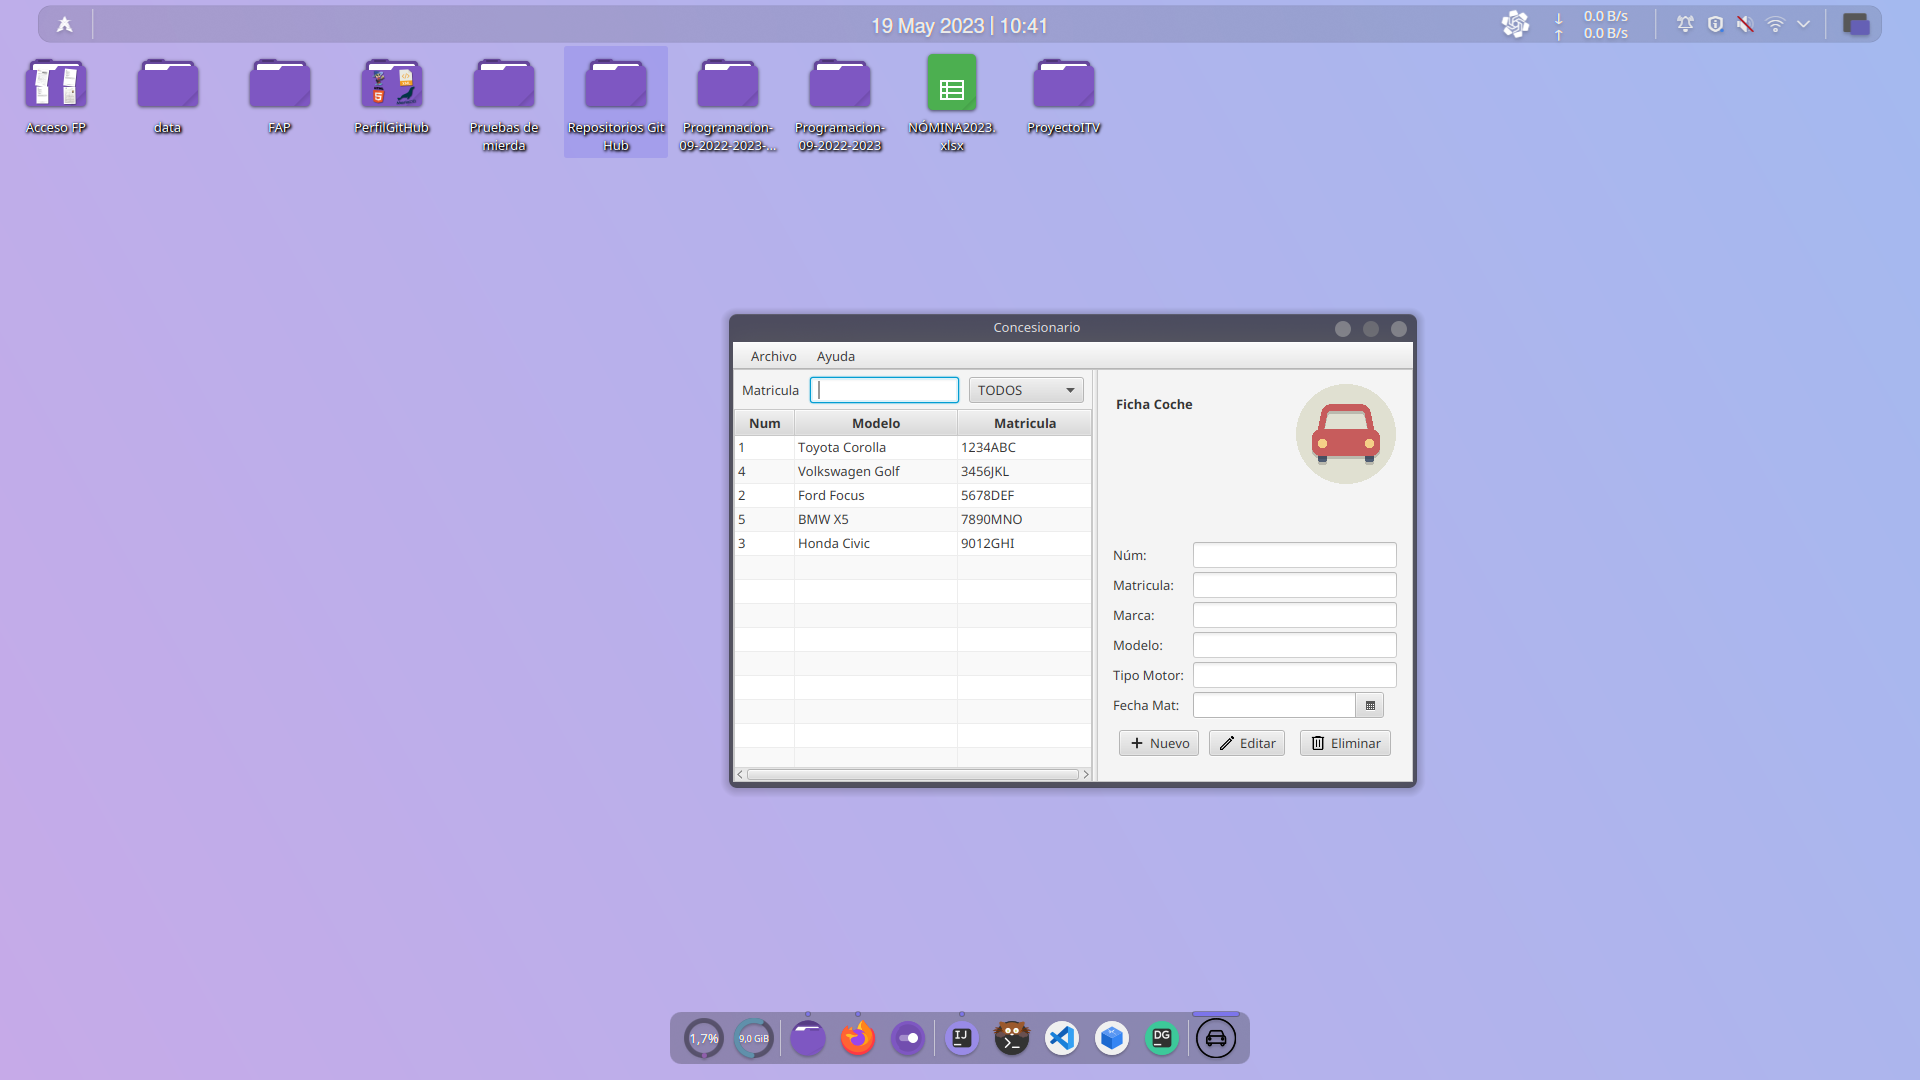 19 May 2023 | 10:41
0.0 B/s
0.0 B/s
Acceso FP
data
FAP
PerfilGitHub
Pruebas de
mierda
Repositorios Git
Hub
Programacion-
09-2022-2023-...
Programacion-
09-2022-2023
NÓMINA2023.
xlsx
ProyectoITV
Concesionario
Archivo Ayuda
Matricula TODOS
Num Modelo Matricula
1 Toyota Corolla 1234ABC
4 Volkswagen Golf 3456JKL
2 Ford Focus 5678DEF
5 BMW X5 7890MNO
3 Honda Civic 9012GHI
Ficha Coche
Núm:
Matricula:
Marca:
Modelo:
Tipo Motor:
Fecha Mat:
Nuevo Editar Eliminar
1,7% 9,0 GiB IJ DG